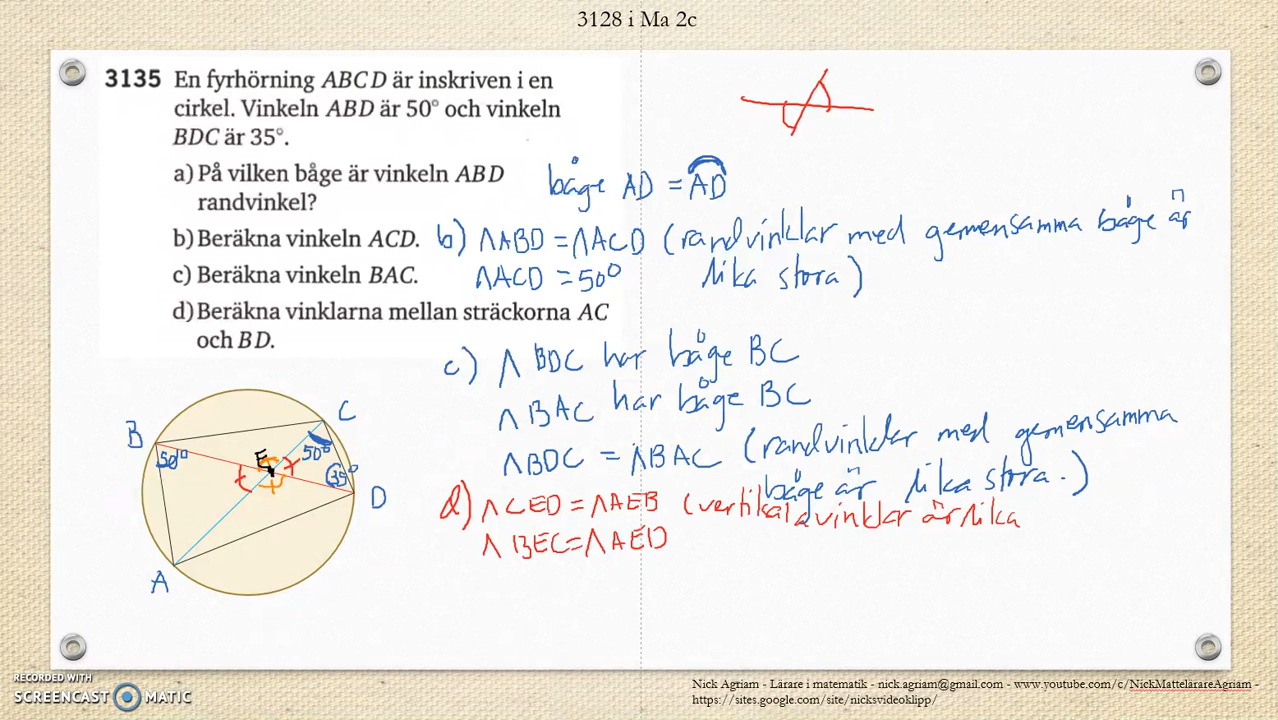 3128 i Ma 2c
3135 En fyrhörning ABCD är inskriven i en
cirkel. Vinkeln ABD är 50° och vinkeln
BDC är 35°.
a) På vilken båge är vinkeln ABD
randvinkel?
båge AD = AD
b) Beräkna vinkeln ACD.
c) Beräkna vinkeln BAC.
d) Beräkna vinklarna mellan sträckorna AC
och BD.
b) ∧ABD = ∧ACD (randvinklar med gemensamma båge är
∧ACD = 50° lika stora)
c) ∧ BDC har båge BC
∧ BAC har båge BC
∧BDC = ∧BAC (randvinklar med gemensamma
båge är lika stora.)
d) ∧CED = ∧AEB (vertikalavinklar är lika
∧ BEC = ∧AED
B
C
50°
E
50°
35°
D
A
RECORDED WITH
SCREENCAST MATIC
Nick Agriam - Lärare i matematik - nick.agriam@gmail.com - www.youtube.com/c/NickMattelärareAgriam -
https://sites.google.com/site/nicksvideoklipp/